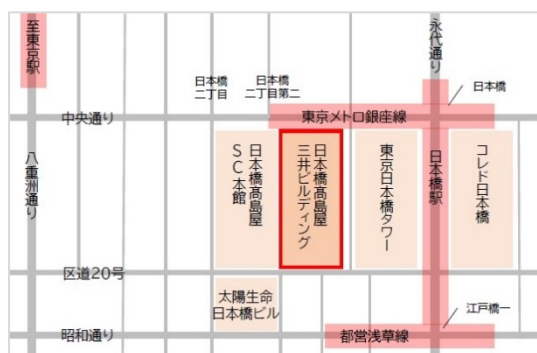 至東京駅
永代通り
日本橋
二丁目
日本橋
二丁目第二
日本橋
中央通り
東京メトロ銀座線
八重洲通り
日本橋髙島屋
SC本館
日本橋髙島屋
三井ビルディング
東京日本橋タワー
日本橋駅
コレド日本橋
区道20号
太陽生命
日本橋ビル
江戸橋一
昭和通り
都営浅草線